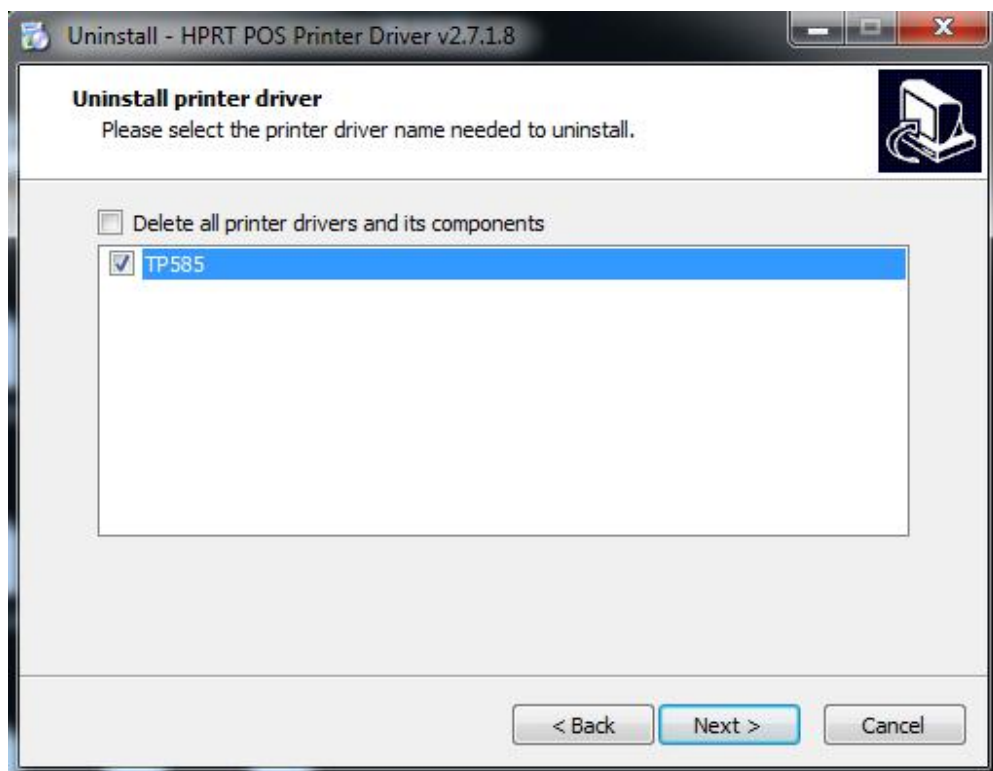 Uninstall - HPRT POS Printer Driver v2.7.1.8
Uninstall printer driver
Please select the printer driver name needed to uninstall.
Delete all printer drivers and its components
TP585
< Back Next > Cancel